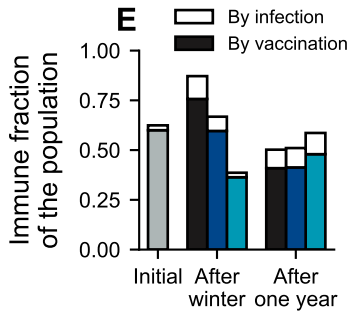 E
By infection
By vaccination
Immune fraction
of the population
1.00
0.75
0.50
0.25
0.00
Initial
After
winter
After
one year